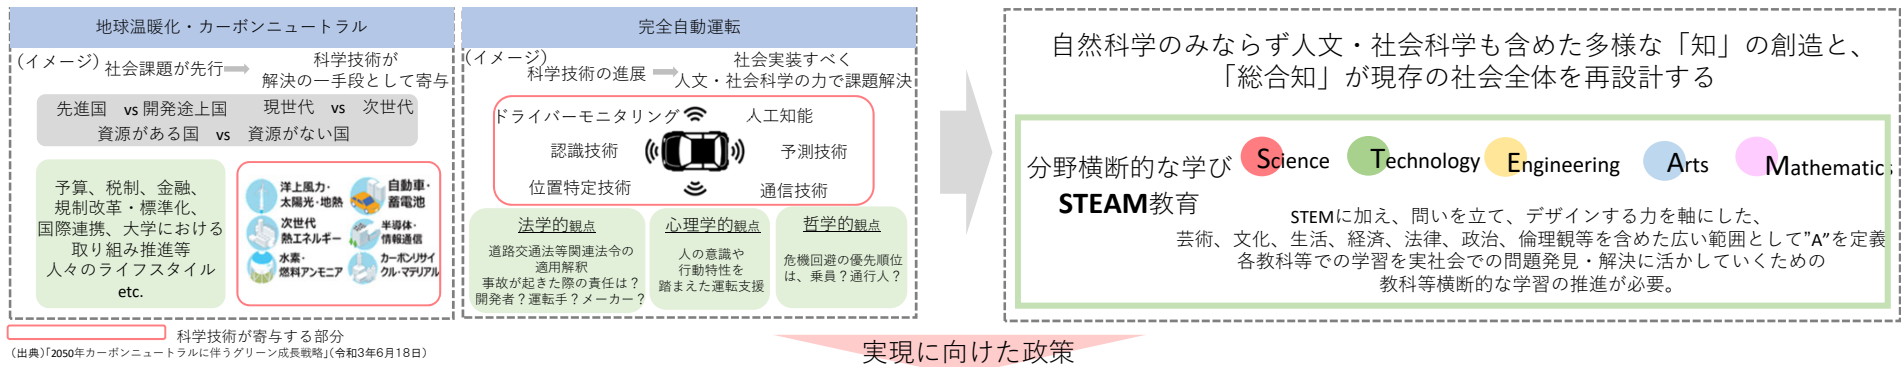 地球温暖化・カーボンニュートラル
(イメージ)
社会課題が先行
科学技術が
解決の一手段として寄与
先進国 vs 開発途上国 現世代 vs 次世代
資源がある国 vs 資源がない国
予算、税制、金融、
規制改革・標準化、
国際連携、大学における
取り組み推進等
人々のライフスタイル
etc.
洋上風力・
太陽光・地熱
自動車・
蓄電池
次世代
熱エネルギー
半導体・
情報通信
水素・
燃料アンモニア
カーボンリサイ
クル・マテリアル
科学技術が寄与する部分
(出典)「2050年カーボンニュートラルに伴うグリーン成長戦略」(令和3年6月18日)
完全自動運転
(イメージ)
科学技術の進展
社会実装すべく
人文・社会科学の力で課題解決
ドライバーモニタリング
人工知能
認識技術
予測技術
位置特定技術
通信技術
法学的観点
道路交通法等関連法令の
適用解釈
事故が起きた際の責任は？
開発者？運転手？メーカー？
心理学的観点
人の意識や
行動特性を
踏まえた運転支援
哲学的観点
危機回避の優先順位
は、乗員？通行人？
自然科学のみならず人文・社会科学も含めた多様な「知」の創造と、
「総合知」が現存の社会全体を再設計する
分野横断的な学び
STEAM教育
Science Technology Engineering Arts Mathematics
STEMに加え、問いを立て、デザインする力を軸にした、
芸術、文化、生活、経済、法律、政治、倫理観等を含めた広い範囲として”A”を定義
各教科等での学習を実社会での問題発見・解決に活かしていくための
教科等横断的な学習の推進が必要。
実現に向けた政策